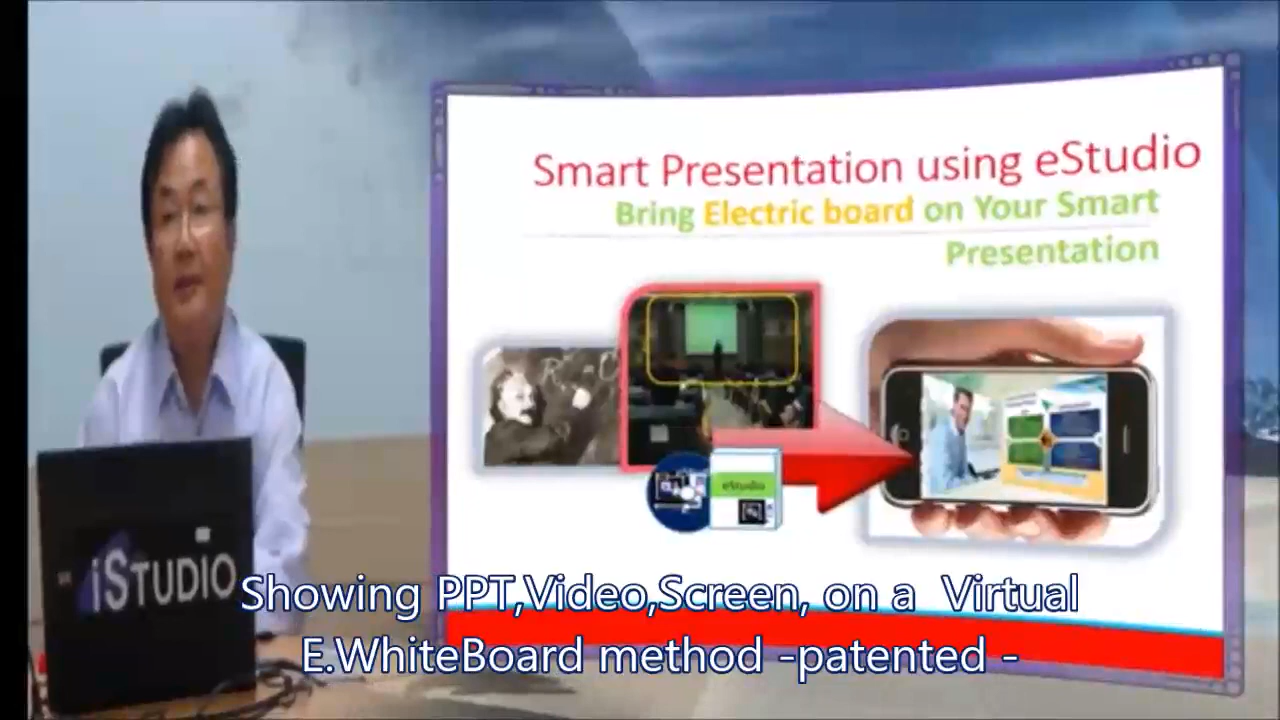 Smart Presentation using eStudio
Bring Electric board on Your Smart
Presentation
eStudio
iSTUDIO
Showing PPT,Video,Screen, on a Virtual
E.WhiteBoard method -patented -